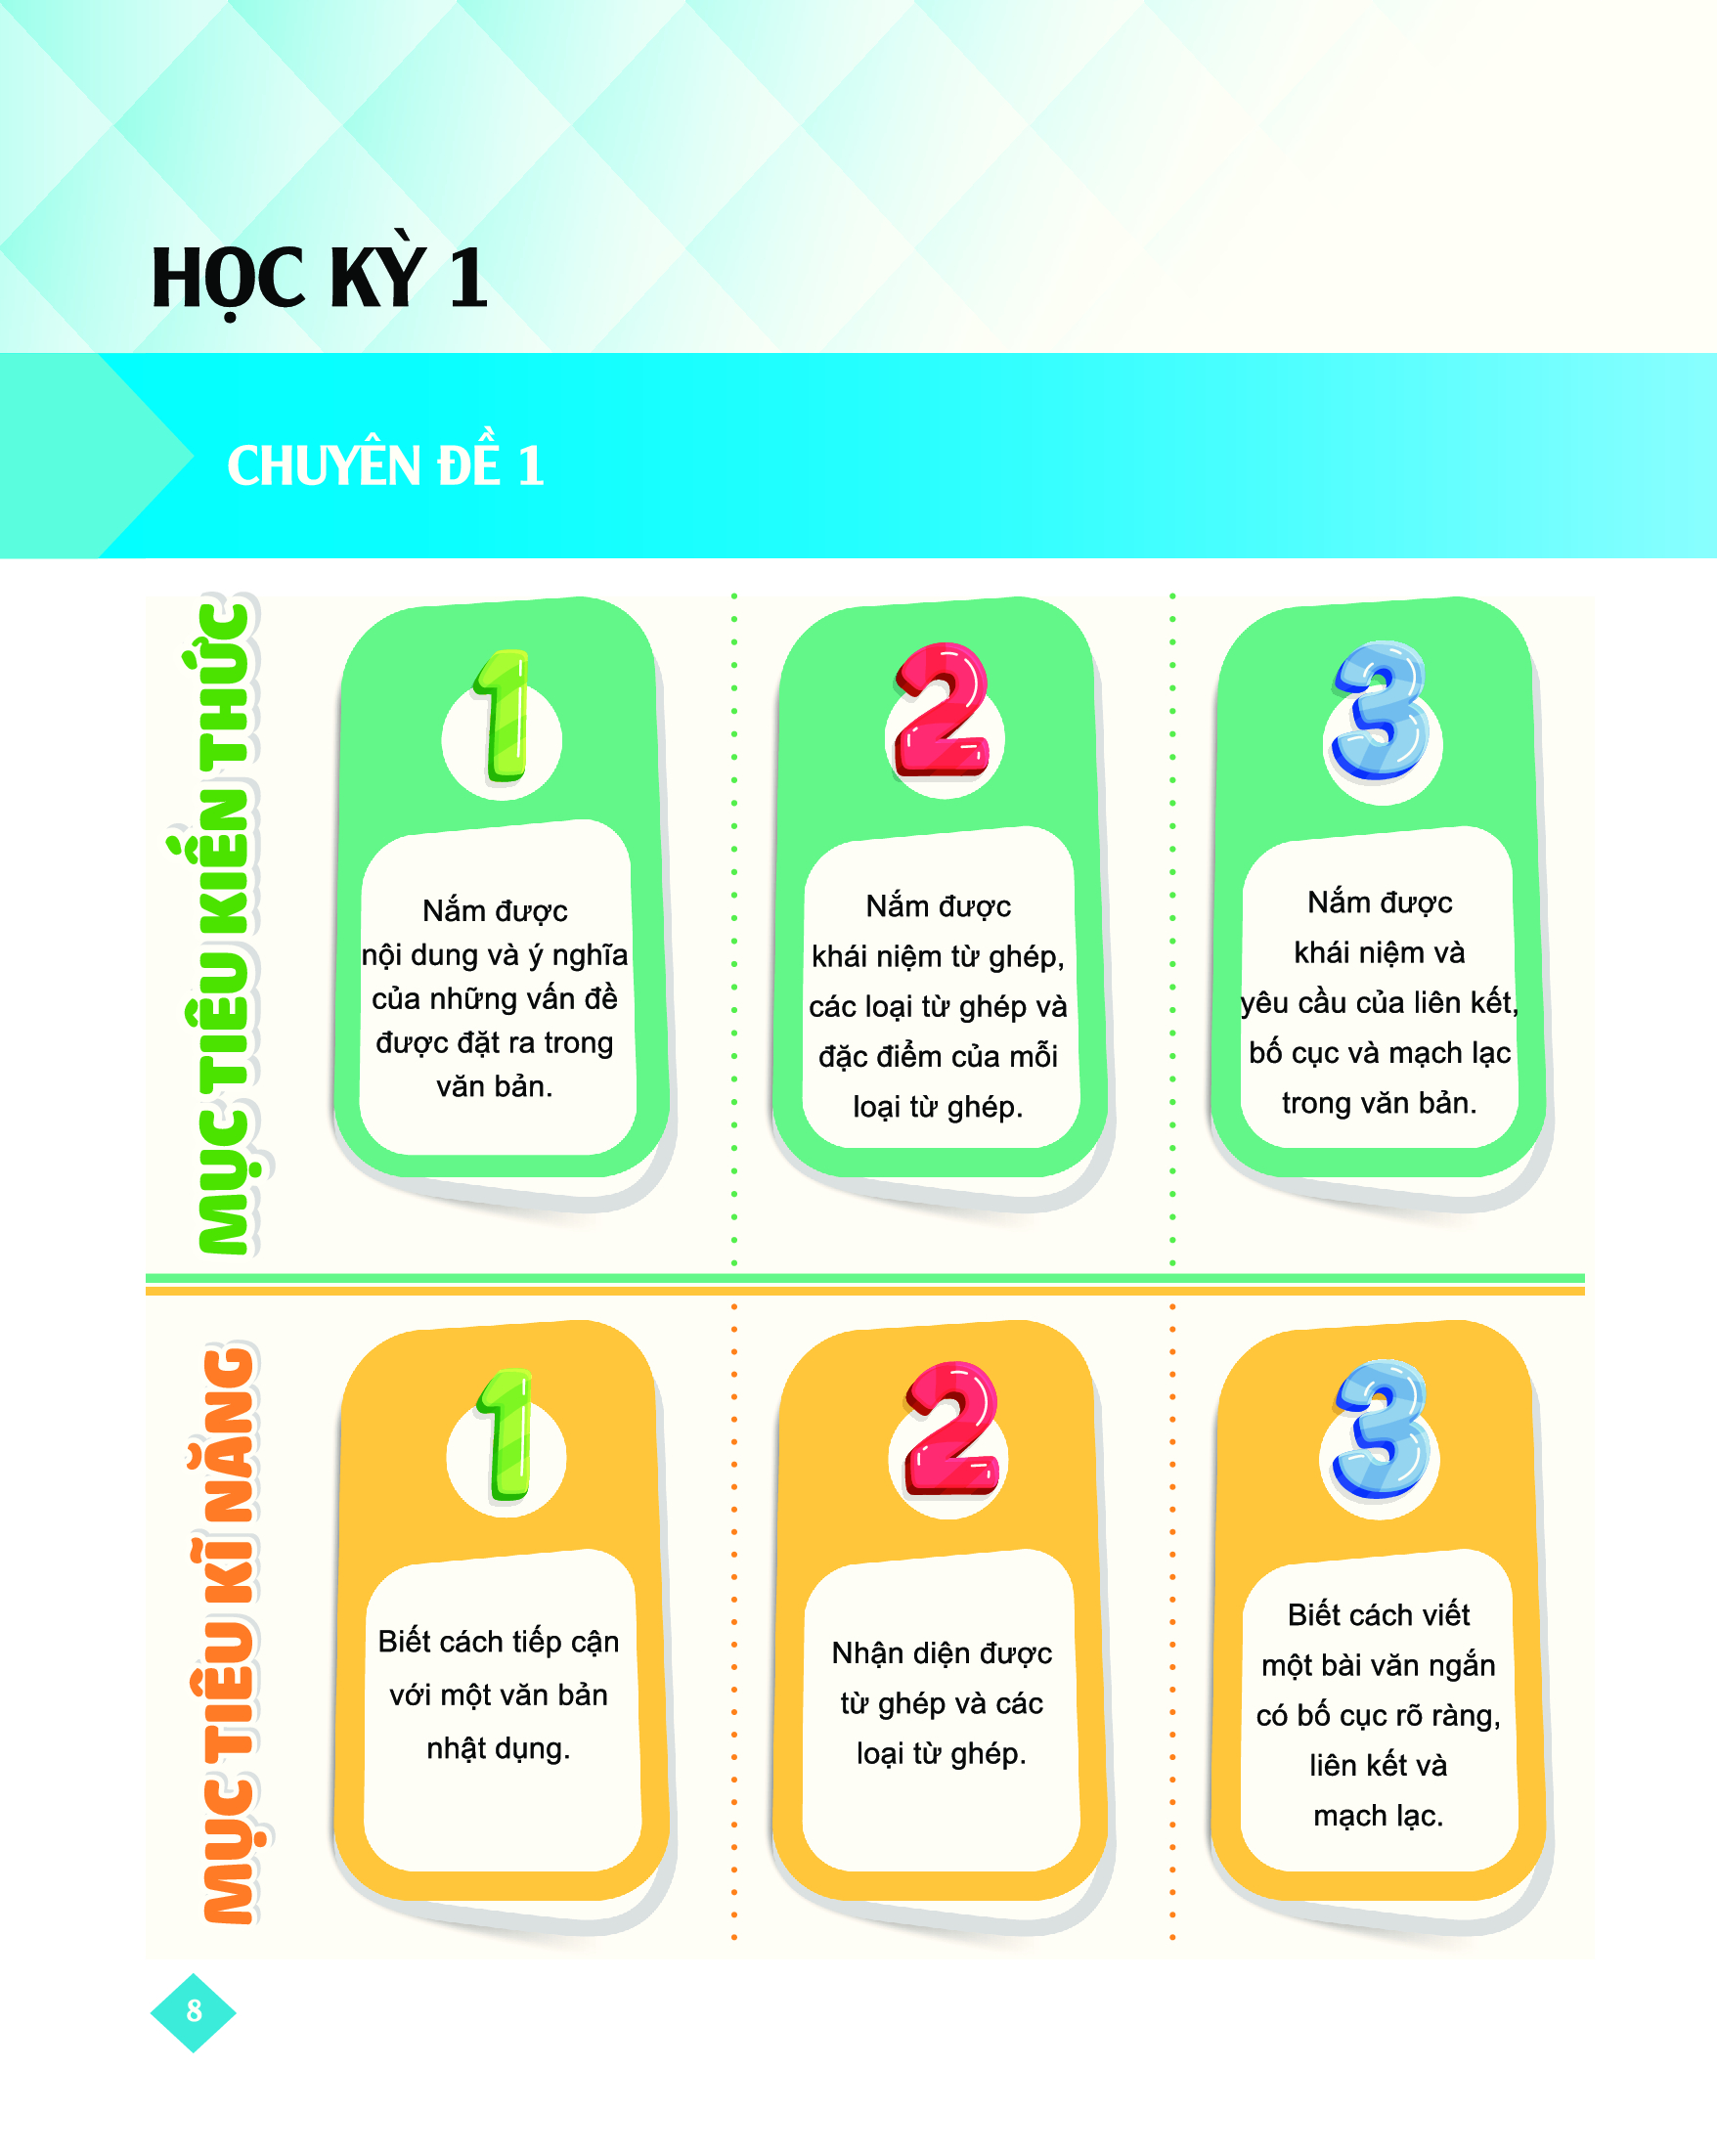 HỌC KỲ 1
CHUYÊN ĐỀ 1
MỤC TIÊU KIẾN THỨC
1
Nắm được
nội dung và ý nghĩa
của những vấn đề
được đặt ra trong
văn bản.
2
Nắm được
khái niệm từ ghép,
các loại từ ghép và
đặc điểm của mỗi
loại từ ghép.
3
Nắm được
khái niệm và
yêu cầu của liên kết,
bố cục và mạch lạc
trong văn bản.
MỤC TIÊU KĨ NĂNG
1
Biết cách tiếp cận
với một văn bản
nhật dụng.
2
Nhận diện được
từ ghép và các
loại từ ghép.
3
Biết cách viết
một bài văn ngắn
có bố cục rõ ràng,
liên kết và
mạch lạc.
8